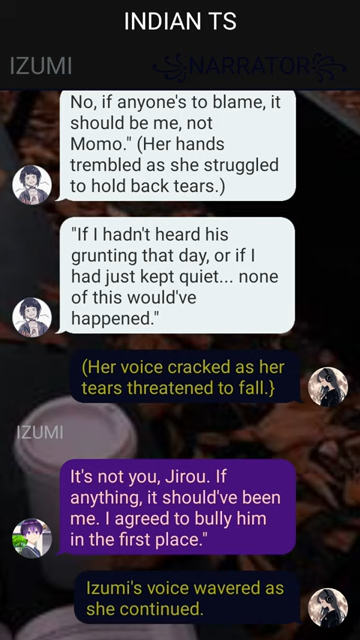 INDIAN TS
IZUMI
꧁NARRATOR꧂
No, if anyone's to blame, it
should be me, not
Momo." (Her hands
trembled as she struggled
to hold back tears.)
"If I hadn't heard his
grunting that day, or if I
had just kept quiet... none
of this would've
happened."
(Her voice cracked as her
tears threatened to fall.}
IZUMI
It's not you, Jirou. If
anything, it should've been
me. I agreed to bully him
in the first place."
Izumi's voice wavered as
she continued.